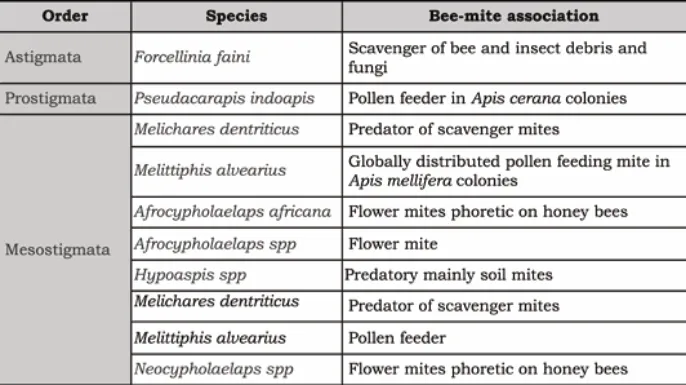 Order Species Bee-mite association
Astigmata Forcellinia faini Scavenger of bee and insect debris and
fungi
Prostigmata Pseudacarapis indoapis Pollen feeder in Apis cerana colonies
Mesostigmata
Melichares dentriticus Predator of scavenger mites
Melittiphis alvearius Globally distributed pollen feeding mite in
Apis mellifera colonies
Afrocypholaelaps africana Flower mites phoretic on honey bees
Afrocypholaelaps spp Flower mite
Hypoaspis spp Predatory mainly soil mites
Melichares dentriticus Predator of scavenger mites
Melittiphis alvearius Pollen feeder
Neocypholaelaps spp Flower mites phoretic on honey bees